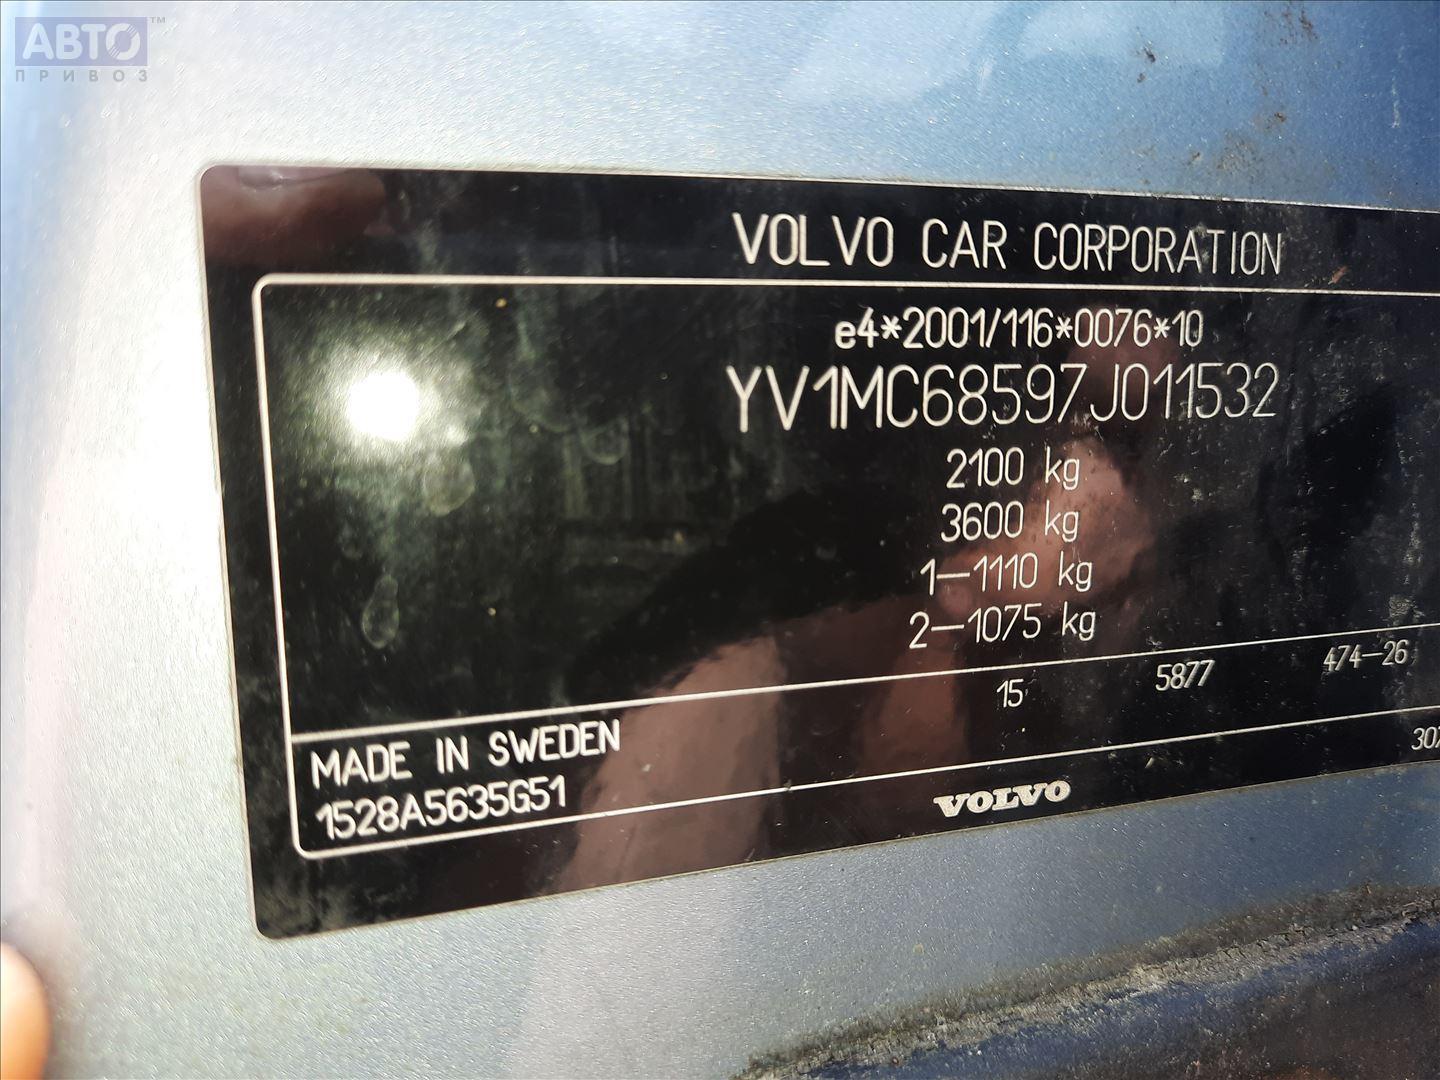 АВТО™
ПРИВОЗ
VOLVO CAR CORPORATION
e4*2001/116*0076*10
YV1MC68597J011532
2100 kg
3600 kg
1—1110 kg
2—1075 kg
15 5877 474—26
MADE IN SWEDEN
1528A5635G51
VOLVO